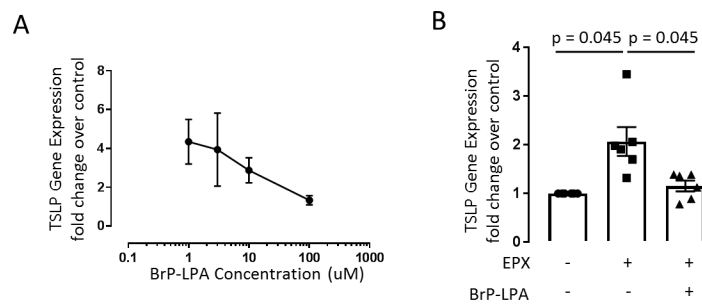 A
TSLP Gene Expression
fold change over control
8
6
4
2
0
0.1 1 10 100 1000
BrP-LPA Concentration (uM)
B
p = 0.045 p = 0.045
TSLP Gene Expression
fold change over control
4
3
2
1
0
EPX - + +
BrP-LPA - - +